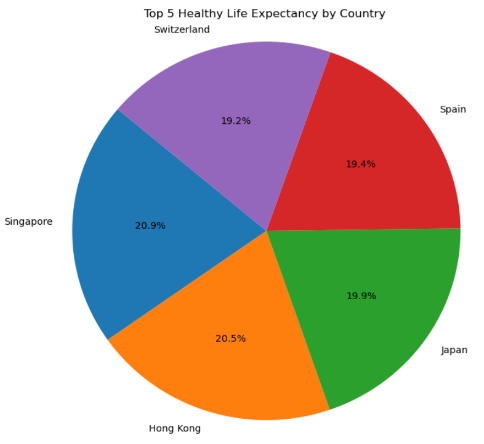 Top 5 Healthy Life Expectancy by Country
Switzerland
Spain
19.2%
19.4%
Singapore
20.9%
19.9%
20.5%
Japan
Hong Kong